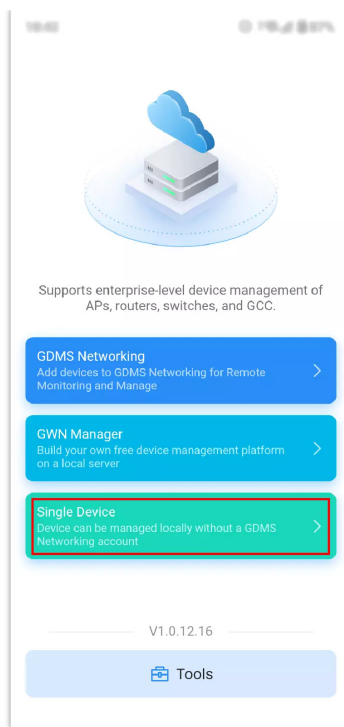 Supports enterprise-level device management of
APs, routers, switches, and GCC.
GDMS Networking
Add devices to GDMS Networking for Remote
Monitoring and Manage
GWN Manager
Build your own free device management platform
on a local server
Single Device
Device can be managed locally without a GDMS
Networking account
V1.0.12.16
Tools